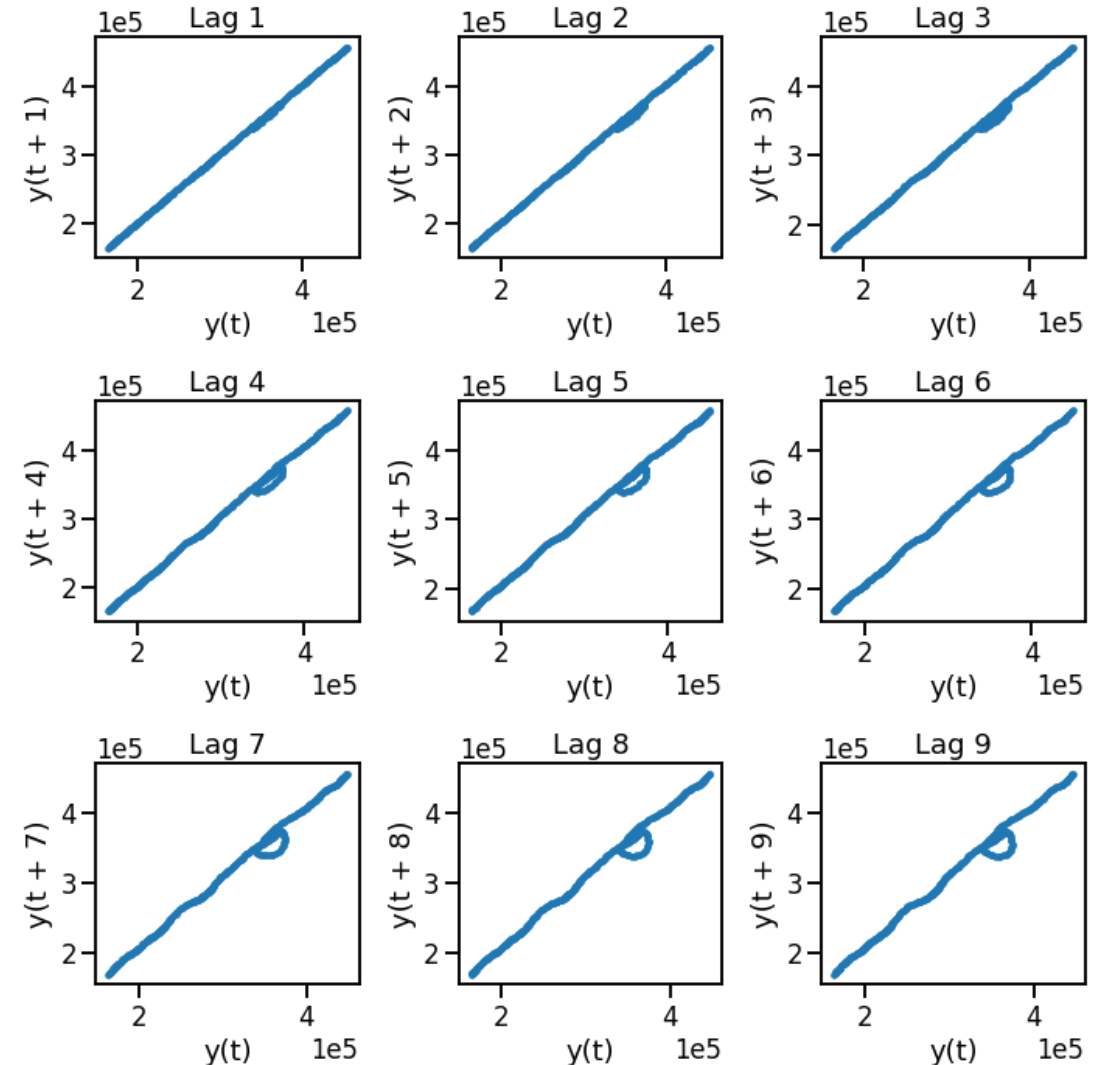 1e5 Lag 1
y(t + 1)
4
3
2
2 4
y(t) 1e5
1e5 Lag 2
y(t + 2)
4
3
2
2 4
y(t) 1e5
1e5 Lag 3
y(t + 3)
4
3
2
2 4
y(t) 1e5
1e5 Lag 4
y(t + 4)
4
3
2
2 4
y(t) 1e5
1e5 Lag 5
y(t + 5)
4
3
2
2 4
y(t) 1e5
1e5 Lag 6
y(t + 6)
4
3
2
2 4
y(t) 1e5
1e5 Lag 7
y(t + 7)
4
3
2
2 4
y(t) 1e5
1e5 Lag 8
y(t + 8)
4
3
2
2 4
y(t) 1e5
1e5 Lag 9
y(t + 9)
4
3
2
2 4
y(t) 1e5